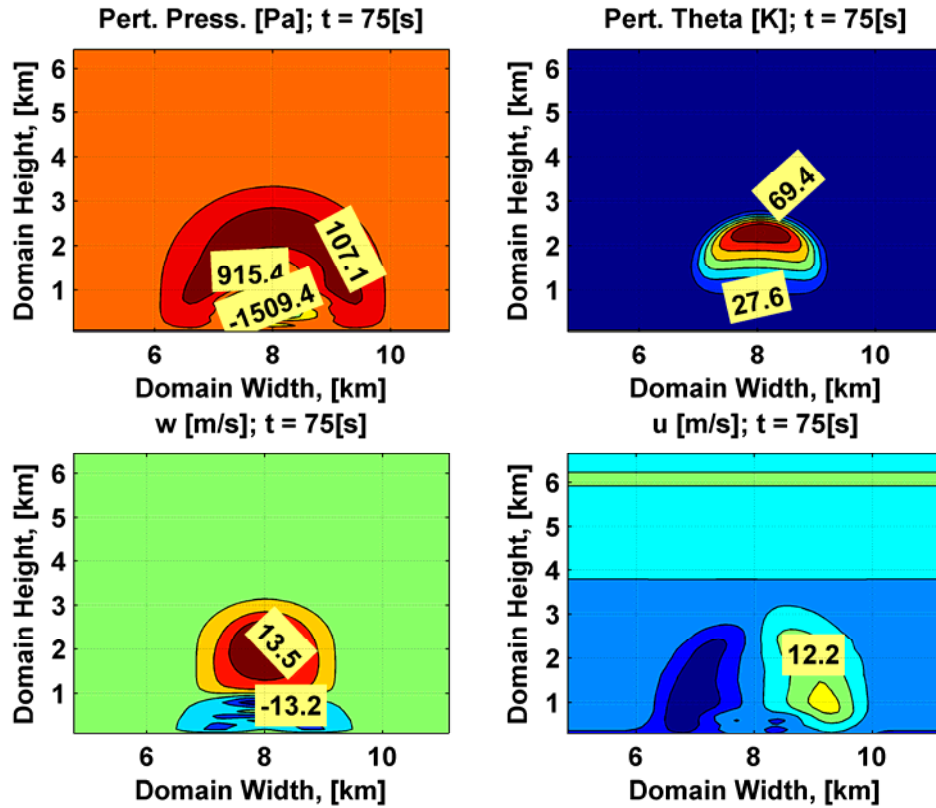 Pert. Press. [Pa]; t = 75[s]
Domain Height, [km]
6
5
4
3
2
1
915.4
-1509.4
107.1
6 8 10
Domain Width, [km]
Pert. Theta [K]; t = 75[s]
Domain Height, [km]
6
5
4
3
2
1
69.4
27.6
6 8 10
Domain Width, [km]
w [m/s]; t = 75[s]
Domain Height, [km]
6
5
4
3
2
1
13.5
-13.2
6 8 10
Domain Width, [km]
u [m/s]; t = 75[s]
Domain Height, [km]
6
5
4
3
2
1
12.2
6 8 10
Domain Width, [km]